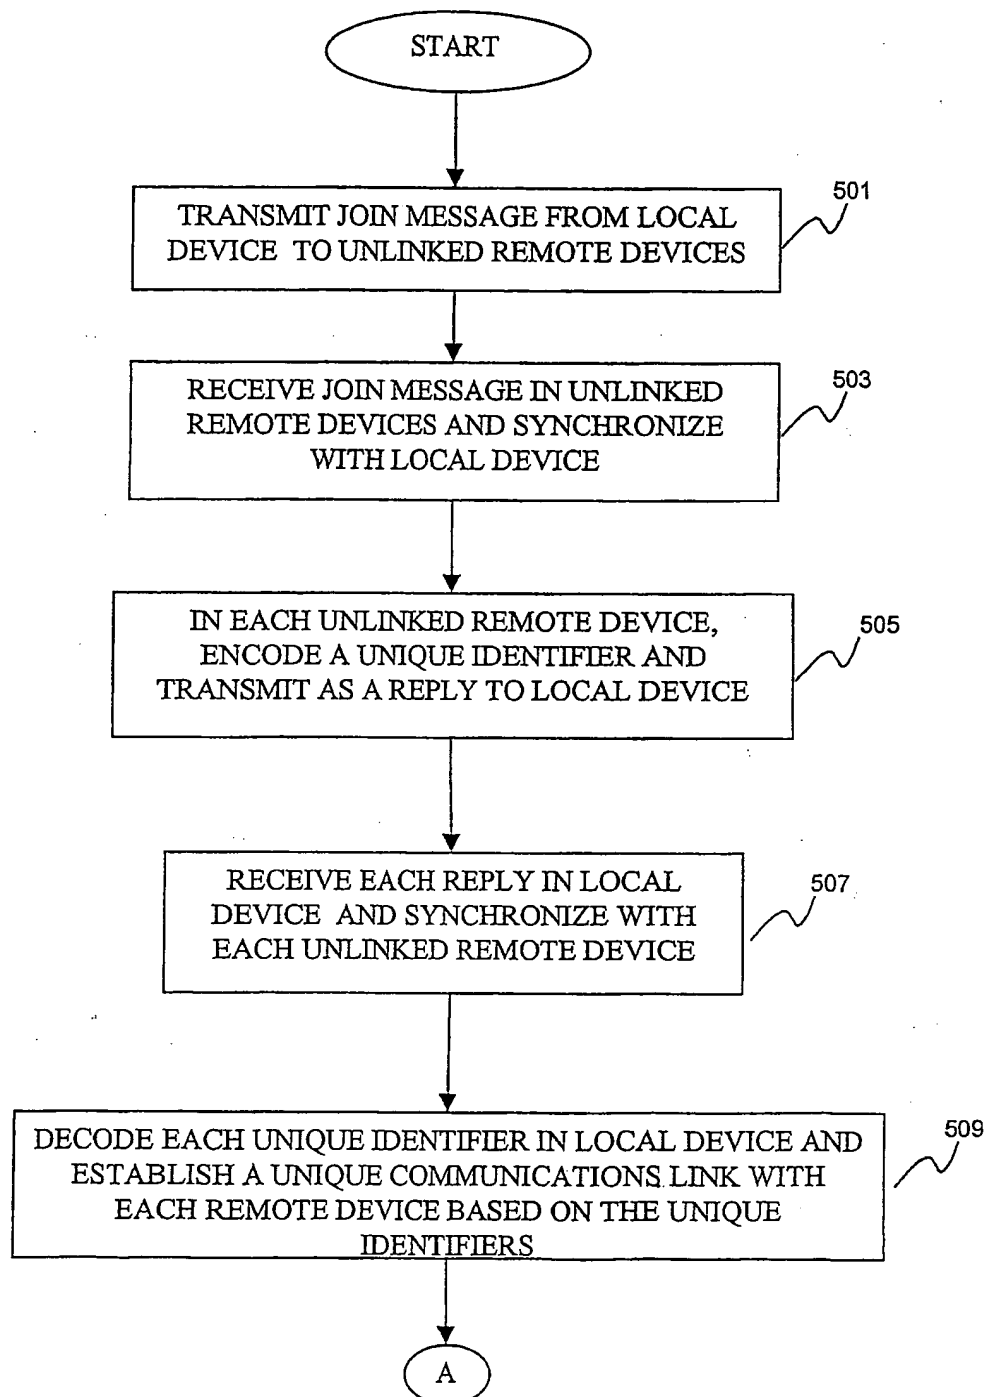 START
501
TRANSMIT JOIN MESSAGE FROM LOCAL
DEVICE TO UNLINKED REMOTE DEVICES
503
RECEIVE JOIN MESSAGE IN UNLINKED
REMOTE DEVICES AND SYNCHRONIZE
WITH LOCAL DEVICE
505
IN EACH UNLINKED REMOTE DEVICE,
ENCODE A UNIQUE IDENTIFIER AND
TRANSMIT AS A REPLY TO LOCAL DEVICE
507
RECEIVE EACH REPLY IN LOCAL
DEVICE AND SYNCHRONIZE WITH
EACH UNLINKED REMOTE DEVICE
509
DECODE EACH UNIQUE IDENTIFIER IN LOCAL DEVICE AND
ESTABLISH A UNIQUE COMMUNICATIONS LINK WITH
EACH REMOTE DEVICE BASED ON THE UNIQUE
IDENTIFIERS
A